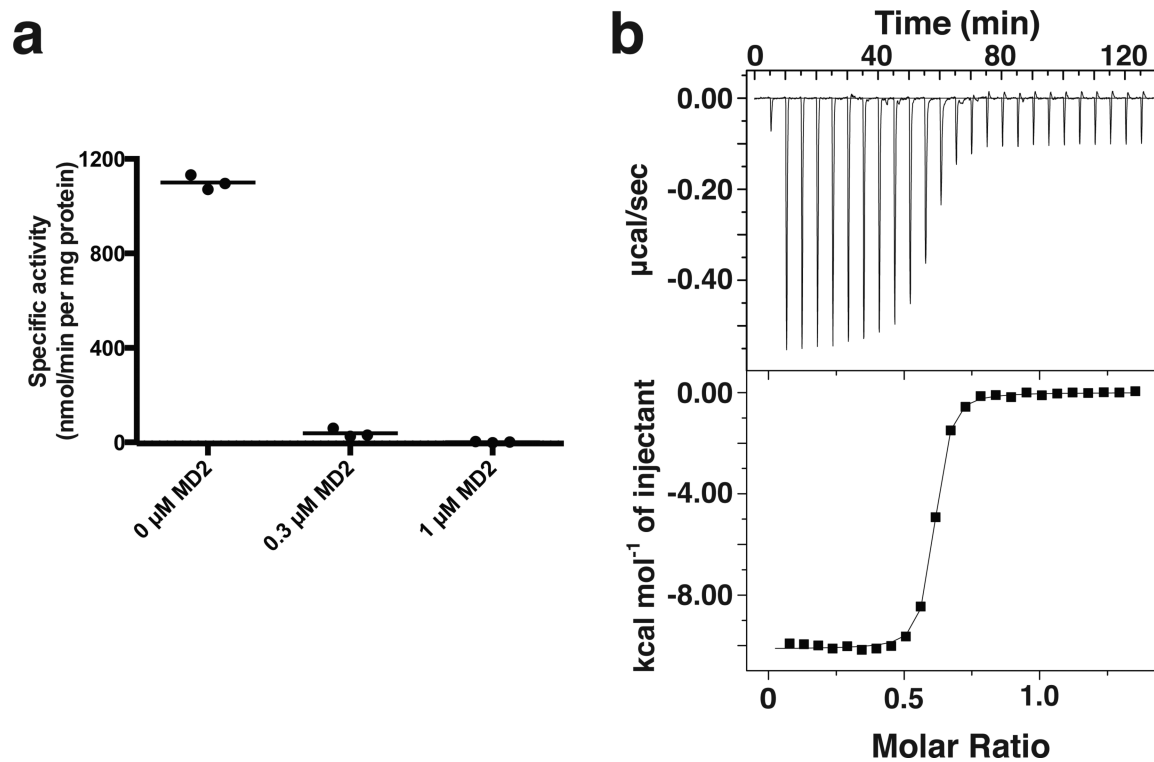 a
Specific activity
(nmol/min per mg protein)
1200
800
400
0
0 µM MD2
0.3 µM MD2
1 µM MD2
b
Time (min)
0 40 80 120
µcal/sec
0.00
-0.20
-0.40
kcal mol⁻¹ of injectant
0.00
-4.00
-8.00
0 0.5 1.0
Molar Ratio